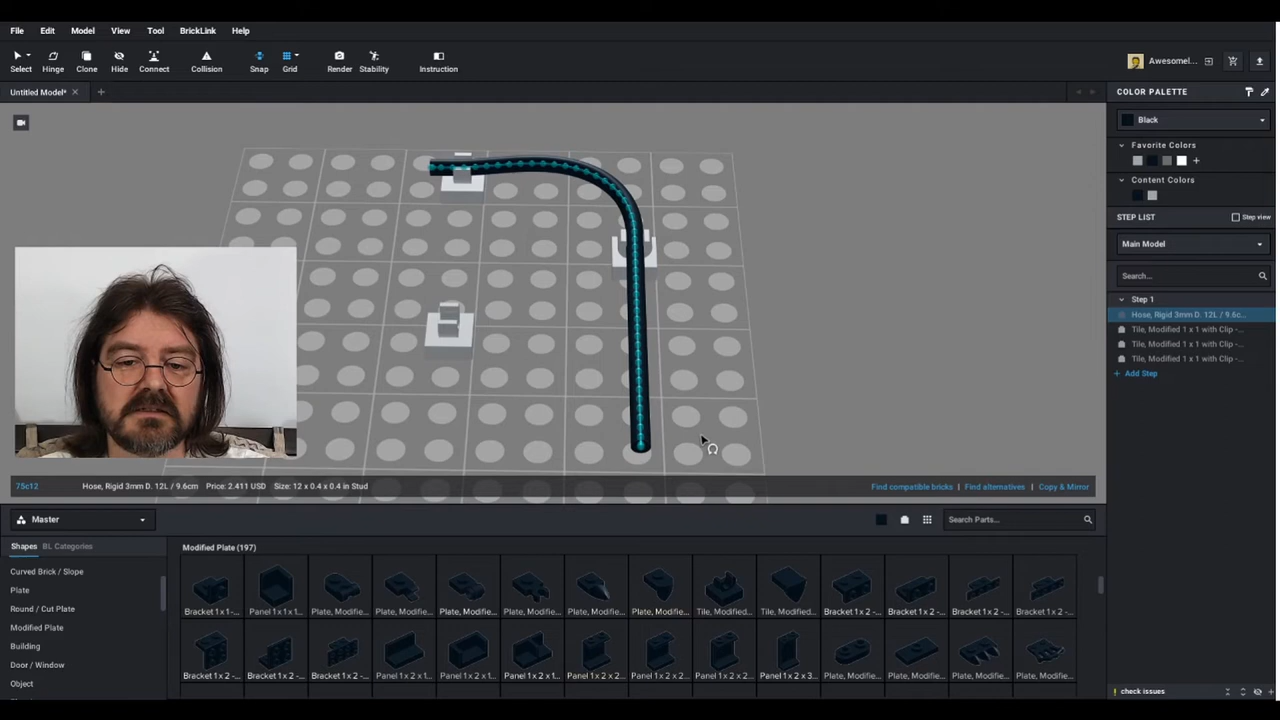 File Edit Model View Tool BrickLink Help
Select Hinge Clone Hide Connect Collision Snap Grid Render Stability Instruction
Awesomel...
Untitled Model*
COLOR PALETTE
Black
Favorite Colors
Content Colors
STEP LIST
Step view
Main Model
Search...
Step 1
Hose, Rigid 3mm D. 12L / 9.6c...
Tile, Modified 1 x 1 with Clip -...
Tile, Modified 1 x 1 with Clip -...
Tile, Modified 1 x 1 with Clip -...
+ Add Step
75c12 Hose, Rigid 3mm D. 12L / 9.6cm Price: 2.411 USD Size: 12 x 0.4 x 0.4 in Stud
Find compatible bricks | Find alternatives | Copy & Mirror
Master
Search Parts...
Shapes BL Categories
Modified Plate (197)
Curved Brick / Slope
Plate
Round / Cut Plate
Modified Plate
Building
Door / Window
Object
Bracket 1x1-... Panel 1 x 1 x 1... Plate, Modifie... Plate, Modifie... Plate, Modifie... Plate, Modifie... Plate, Modifie... Plate, Modifie... Tile, Modified... Tile, Modified... Bracket 1 x 2 -... Bracket 1 x 2 -... Bracket 1 x 2 -... Bracket 1 x 2 -...
Bracket 1 x 2 -... Bracket 1 x 2 -... Bracket 1 x 2 -... Panel 1 x 2 x 1... Panel 1 x 2 x 1... Panel 1 x 2 x 1... Panel 1 x 2 x 2... Panel 1 x 2 x 2... Panel 1 x 2 x 2... Panel 1 x 2 x 3... Plate, Modifie... Plate, Modifie... Plate, Modifie... Plate, Modifie...
check issues